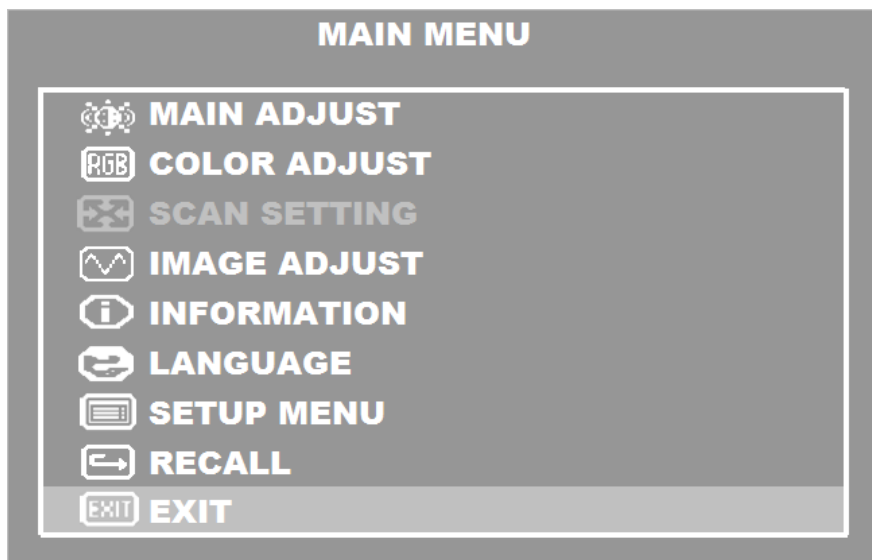 MAIN MENU
MAIN ADJUST
RGB COLOR ADJUST
SCAN SETTING
IMAGE ADJUST
i INFORMATION
LANGUAGE
SETUP MENU
RECALL
EXIT EXIT